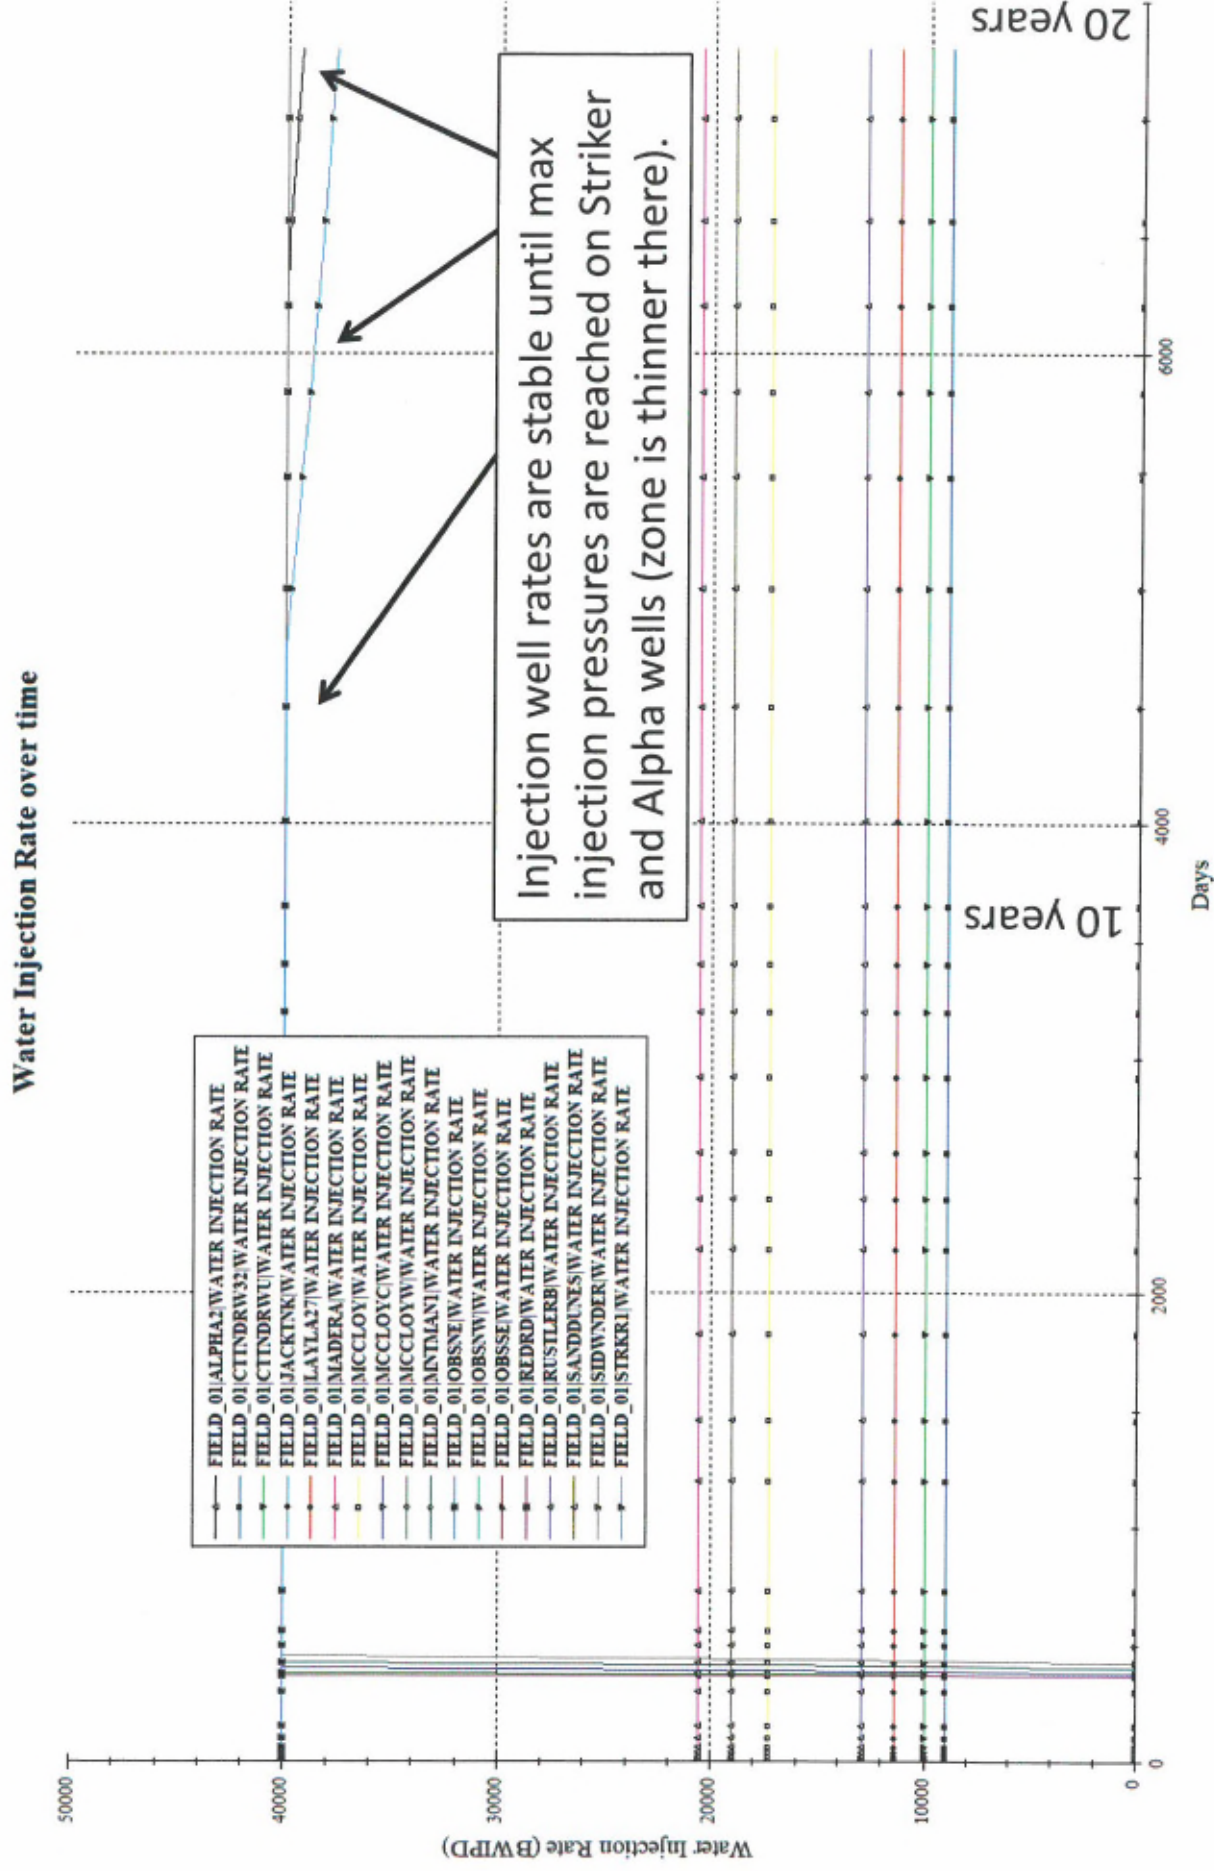 Water Injection Rate over time
50000
40000
30000
20000
10000
0
Water Injection Rate (BWIPD)
FIELD_01|ALPHA2|WATER INJECTION RATE
FIELD_01|CTTNDRW32|WATER INJECTION RATE
FIELD_01|CTTNDRWU|WATER INJECTION RATE
FIELD_01|JACKTNK|WATER INJECTION RATE
FIELD_01|LAYLA27|WATER INJECTION RATE
FIELD_01|MADERA|WATER INJECTION RATE
FIELD_01|MCCLOY|WATER INJECTION RATE
FIELD_01|MCCLOYC|WATER INJECTION RATE
FIELD_01|MCCLOYW|WATER INJECTION RATE
FIELD_01|MNTMAN1|WATER INJECTION RATE
FIELD_01|OBSNE|WATER INJECTION RATE
FIELD_01|OBSNW|WATER INJECTION RATE
FIELD_01|OBSSE|WATER INJECTION RATE
FIELD_01|REDRD|WATER INJECTION RATE
FIELD_01|RUSTLERB|WATER INJECTION RATE
FIELD_01|SANDDUNES|WATER INJECTION RATE
FIELD_01|SIDWNDER|WATER INJECTION RATE
FIELD_01|STRKR1|WATER INJECTION RATE
Injection well rates are stable until max
injection pressures are reached on Striker
and Alpha wells (zone is thinner there).
10 years
20 years
0
2000
4000
6000
Days